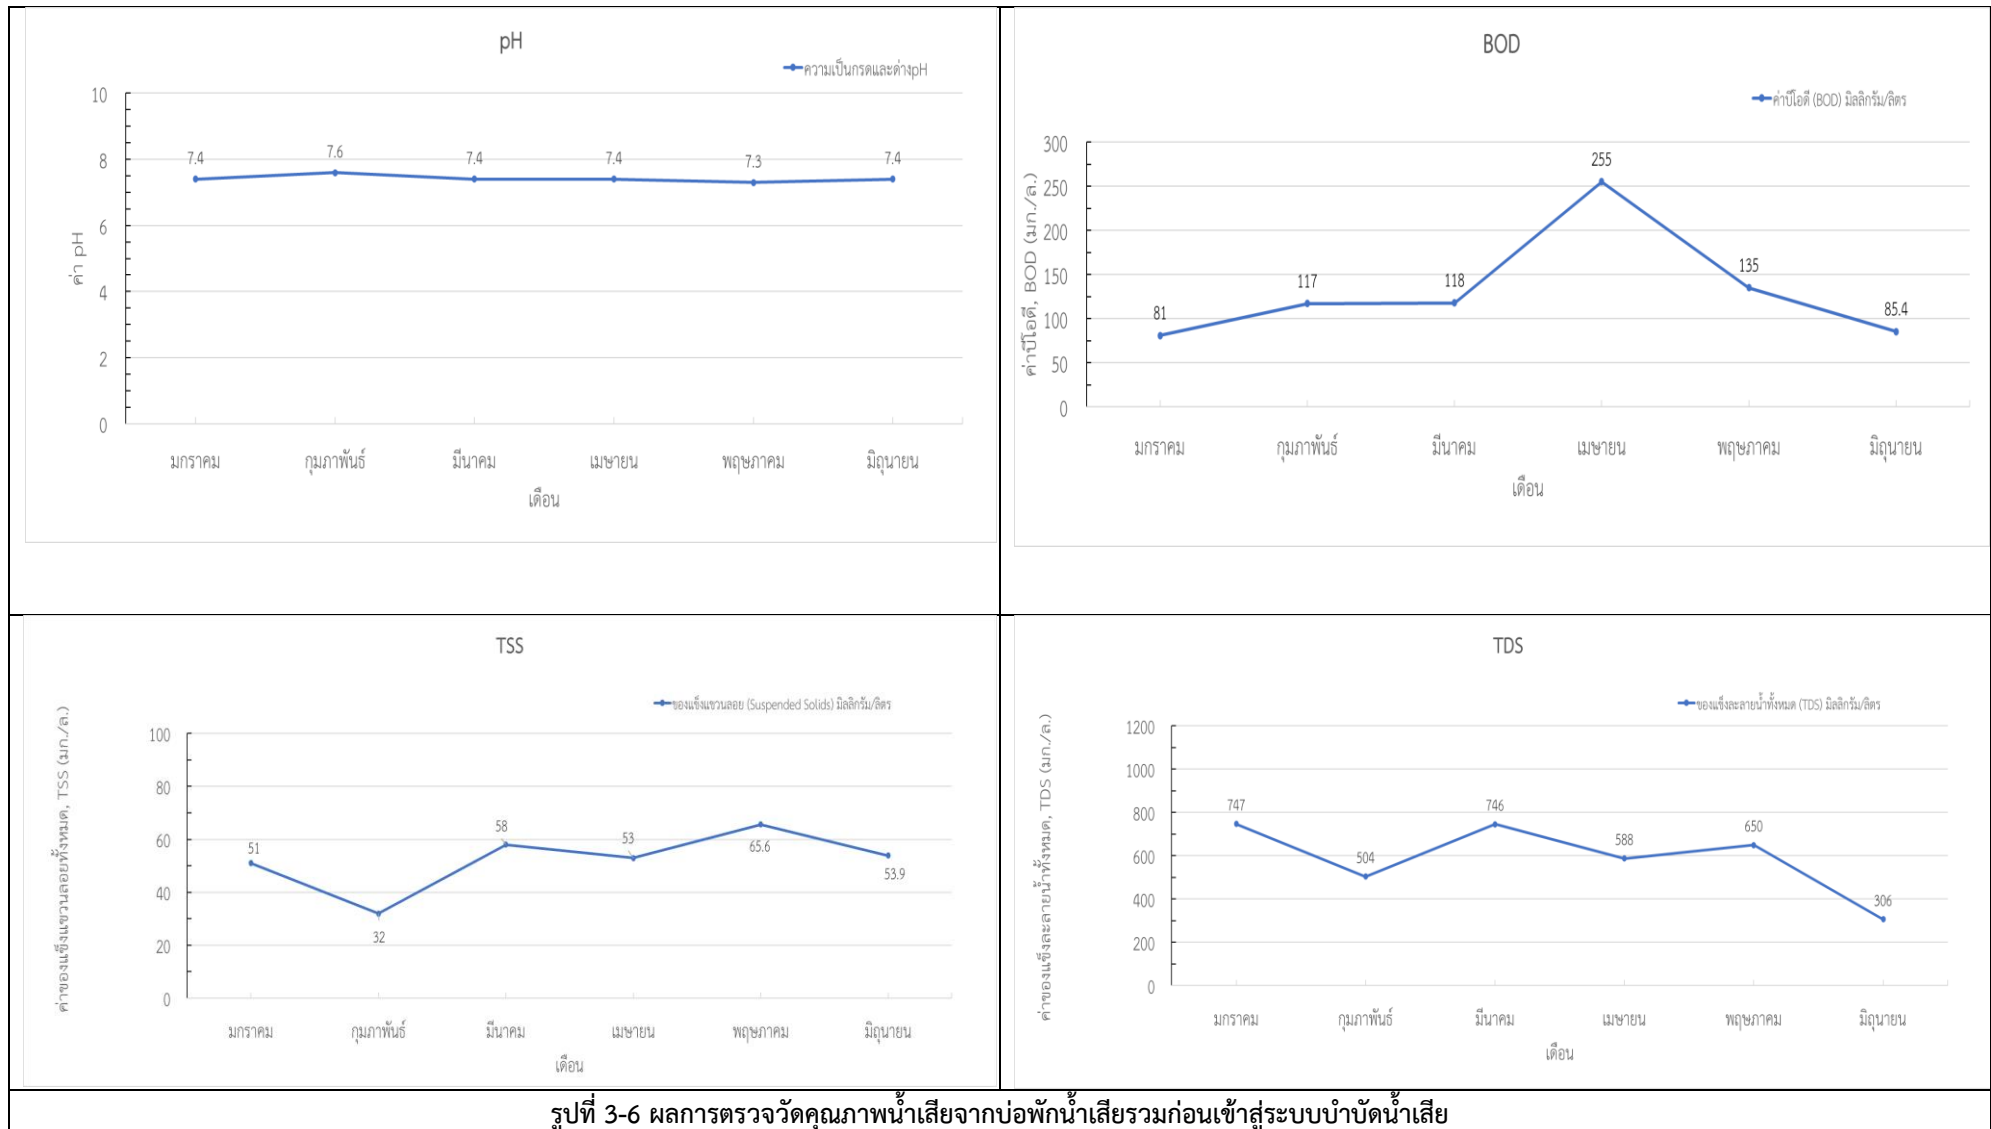 pH
ความเป็นกรดและด่างpH
10
8
6
4
2
0
ค่า pH
7.4
7.6
7.4
7.4
7.3
7.4
มกราคม กุมภาพันธ์ มีนาคม เมษายน พฤษภาคม มิถุนายน
เดือน
BOD
ค่าบีโอดี (BOD) มิลลิกรัม/ลิตร
300
250
200
150
100
50
0
ค่าบีโอดี, BOD (มก./ล.)
81
117
118
255
135
85.4
มกราคม กุมภาพันธ์ มีนาคม เมษายน พฤษภาคม มิถุนายน
เดือน
TSS
ของแข็งแขวนลอย (Suspended Solids) มิลลิกรัม/ลิตร
100
80
60
40
20
0
ค่าของแข็งแขวนลอยทั้งหมด, TSS (มก./ล.)
51
32
58
53
65.6
53.9
มกราคม กุมภาพันธ์ มีนาคม เมษายน พฤษภาคม มิถุนายน
เดือน
TDS
ของแข็งละลายน้ำทั้งหมด (TDS) มิลลิกรัม/ลิตร
1200
1000
800
600
400
200
0
ค่าของแข็งละลายน้ำทั้งหมด, TDS (มก./ล.)
747
504
746
588
650
306
มกราคม กุมภาพันธ์ มีนาคม เมษายน พฤษภาคม มิถุนายน
เดือน
รูปที่ 3-6 ผลการตรวจวัดคุณภาพน้ำเสียจากบ่อพักน้ำเสียรวมก่อนเข้าสู่ระบบบำบัดน้ำเสีย